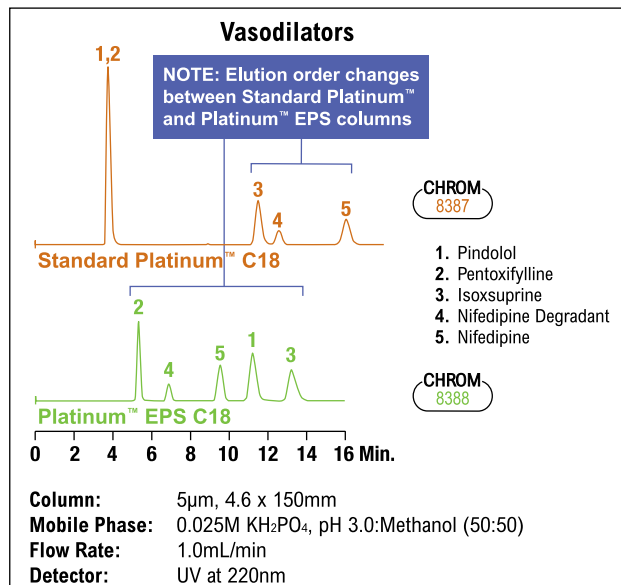 Vasodilators
1,2
NOTE: Elution order changes
between Standard Platinum™
and Platinum™ EPS columns
3
4
5
CHROM
8387
Standard Platinum™ C18
1. Pindolol
2. Pentoxifylline
3. Isoxsuprine
4. Nifedipine Degradant
5. Nifedipine
2
4
5
1
3
CHROM
8388
Platinum™ EPS C18
0 2 4 6 8 10 12 14 16 Min.
Column: 5µm, 4.6 x 150mm
Mobile Phase: 0.025M KH₂PO₄, pH 3.0:Methanol (50:50)
Flow Rate: 1.0mL/min
Detector: UV at 220nm